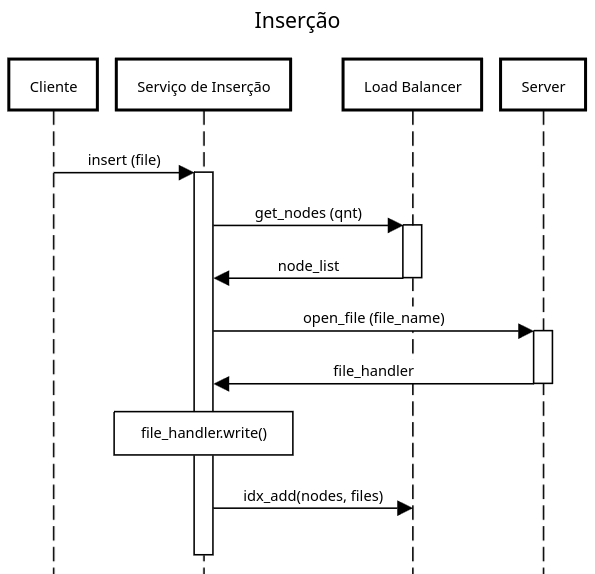 Inserção
Cliente
Serviço de Inserção
Load Balancer
Server
insert (file)
get_nodes (qnt)
node_list
open_file (file_name)
file_handler
file_handler.write()
idx_add(nodes, files)